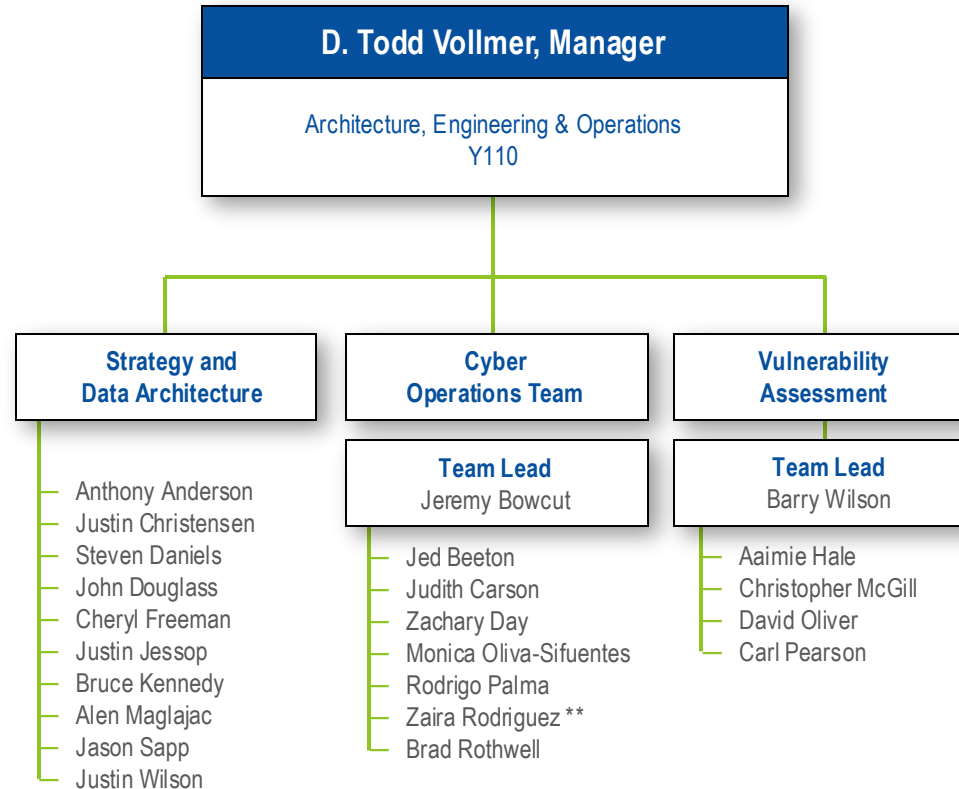 D. Todd Vollmer, Manager
Architecture, Engineering & Operations
Y110
Strategy and
Data Architecture
Anthony Anderson
Justin Christensen
Steven Daniels
John Douglass
Cheryl Freeman
Justin Jessop
Bruce Kennedy
Alen Maglajac
Jason Sapp
Justin Wilson
Cyber
Operations Team
Team Lead
Jeremy Bowcut
Jed Beeton
Judith Carson
Zachary Day
Monica Oliva-Sifuentes
Rodrigo Palma
Zaira Rodriguez **
Brad Rothwell
Vulnerability
Assessment
Team Lead
Barry Wilson
Aaimie Hale
Christopher McGill
David Oliver
Carl Pearson